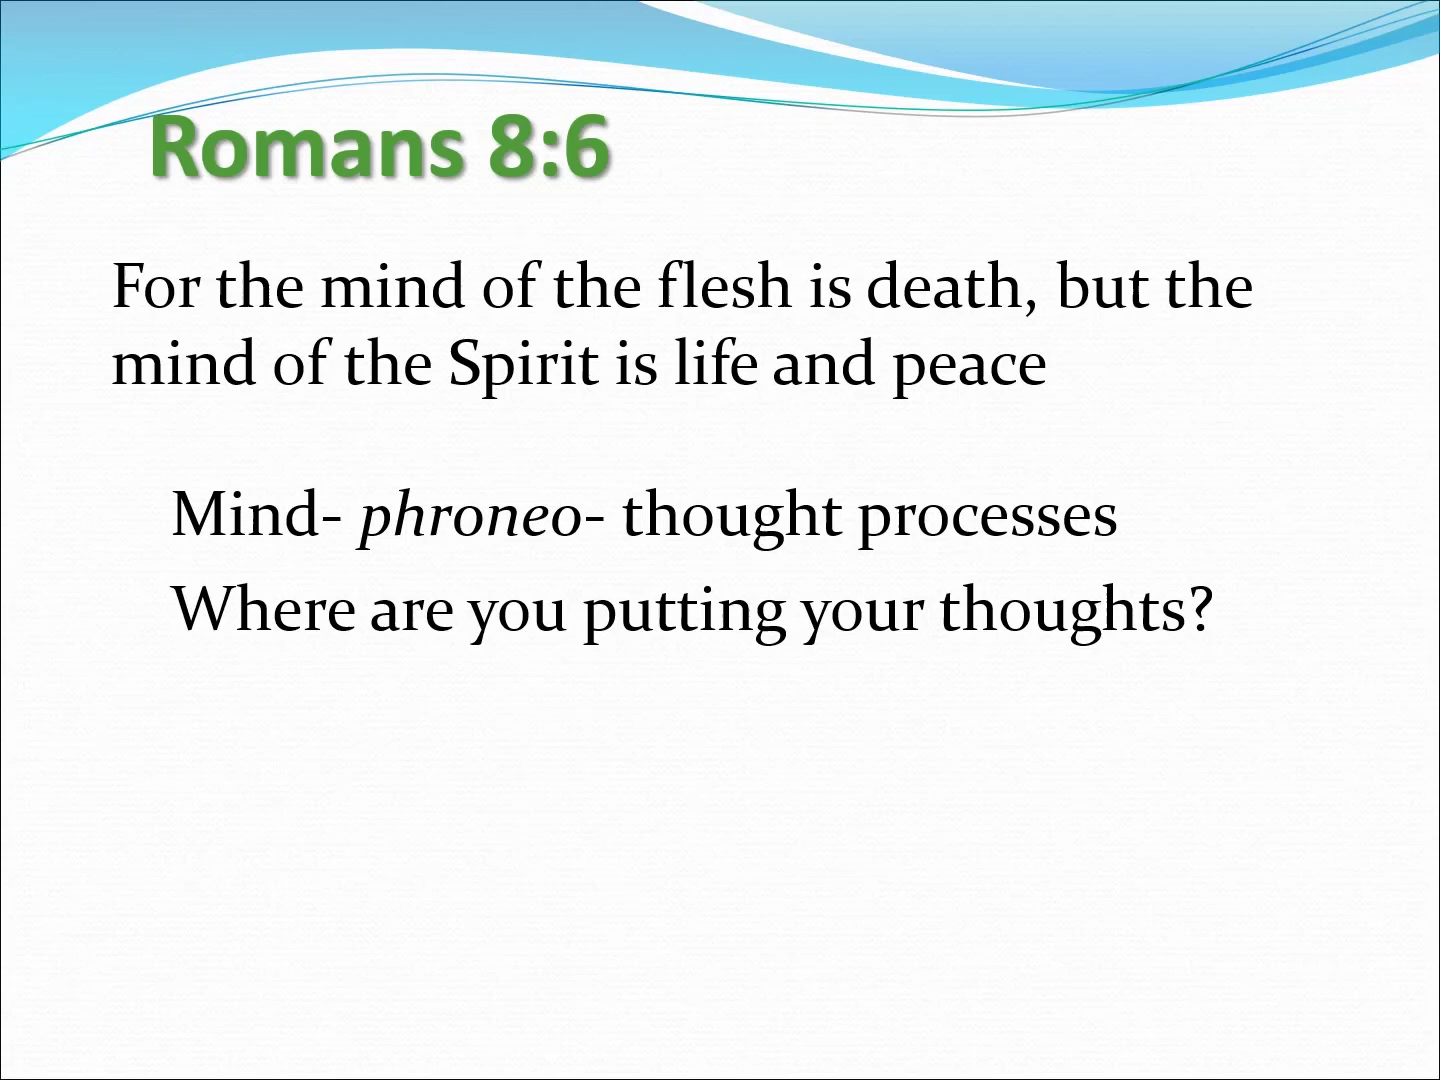 Romans 8:6
For the mind of the flesh is death, but the
mind of the Spirit is life and peace
Mind- phroneo- thought processes
Where are you putting your thoughts?